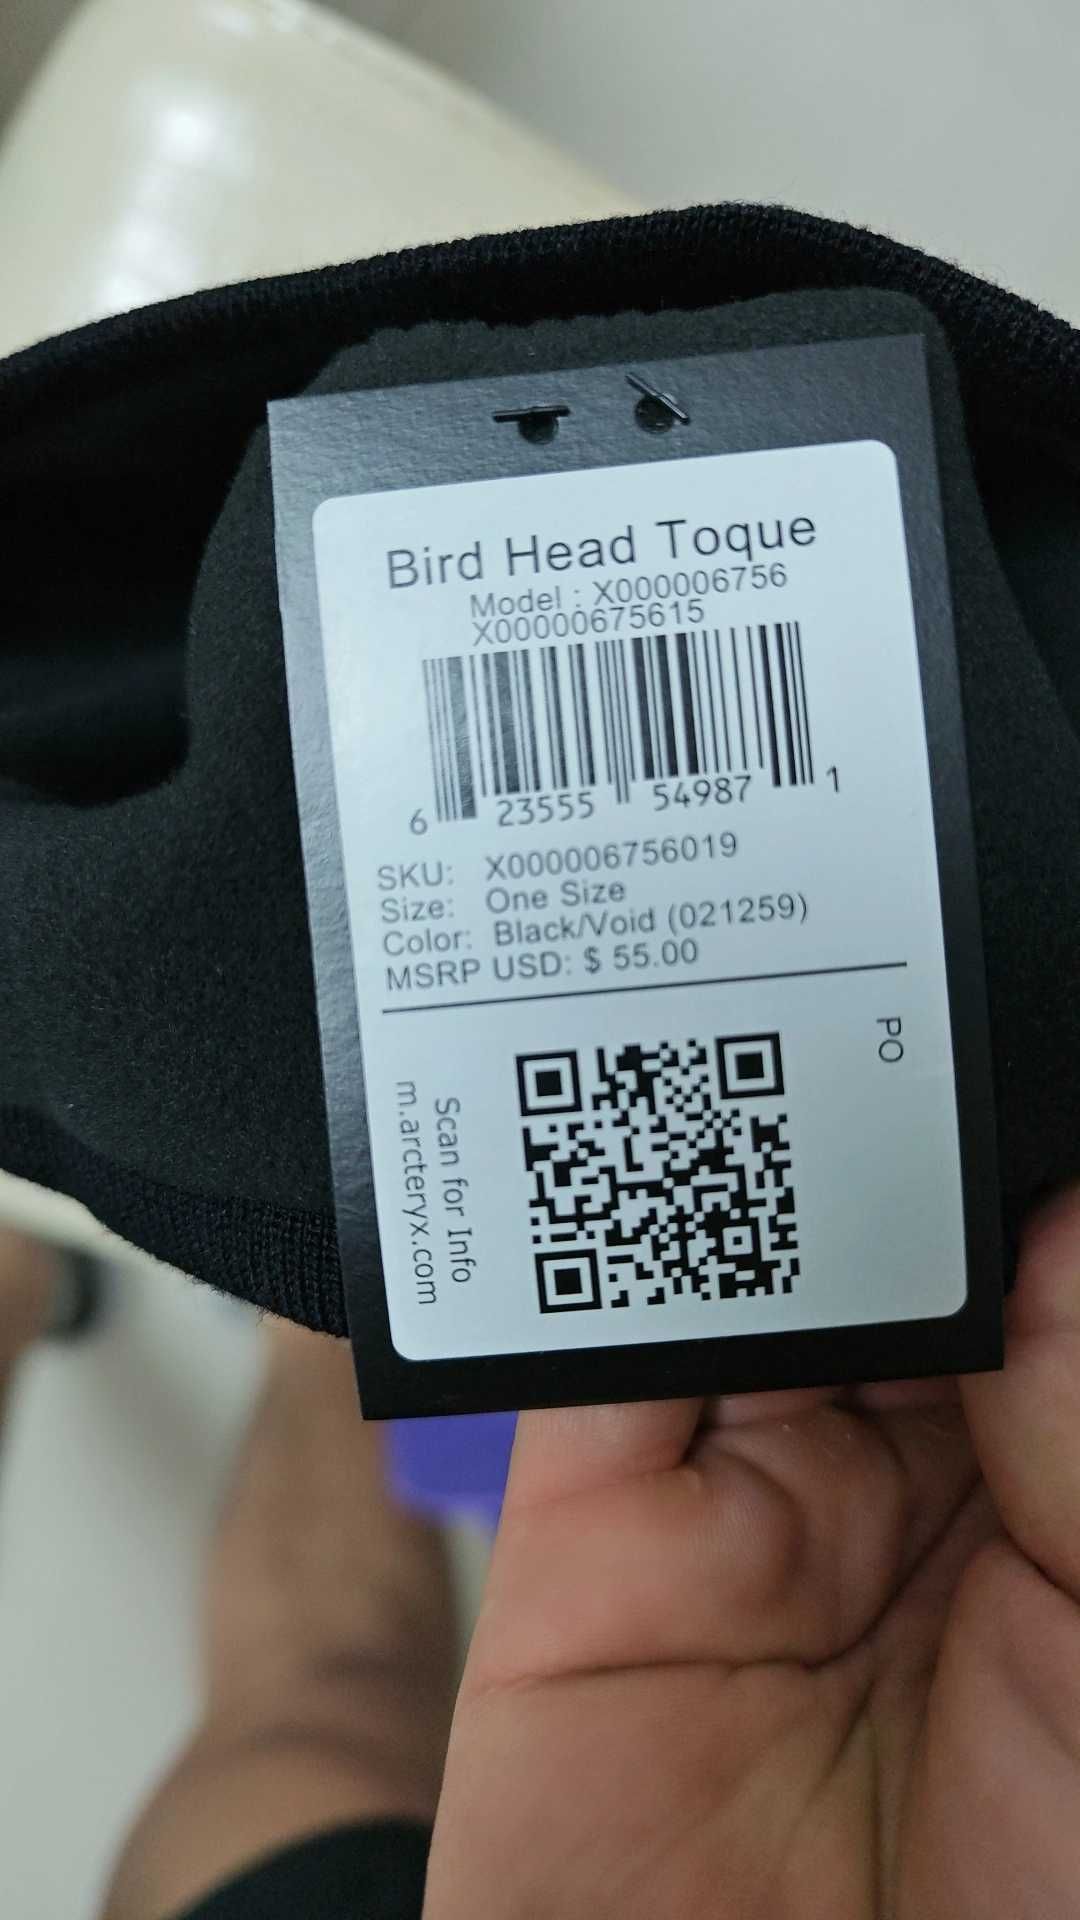 Bird Head Toque
Model : X000006756
X00000675615
6 23555 54987 1
SKU: X000006756019
Size: One Size
Color: Black/Void (021259)
MSRP USD: $ 55.00
PO
Scan for Info
m.arcteryx.com